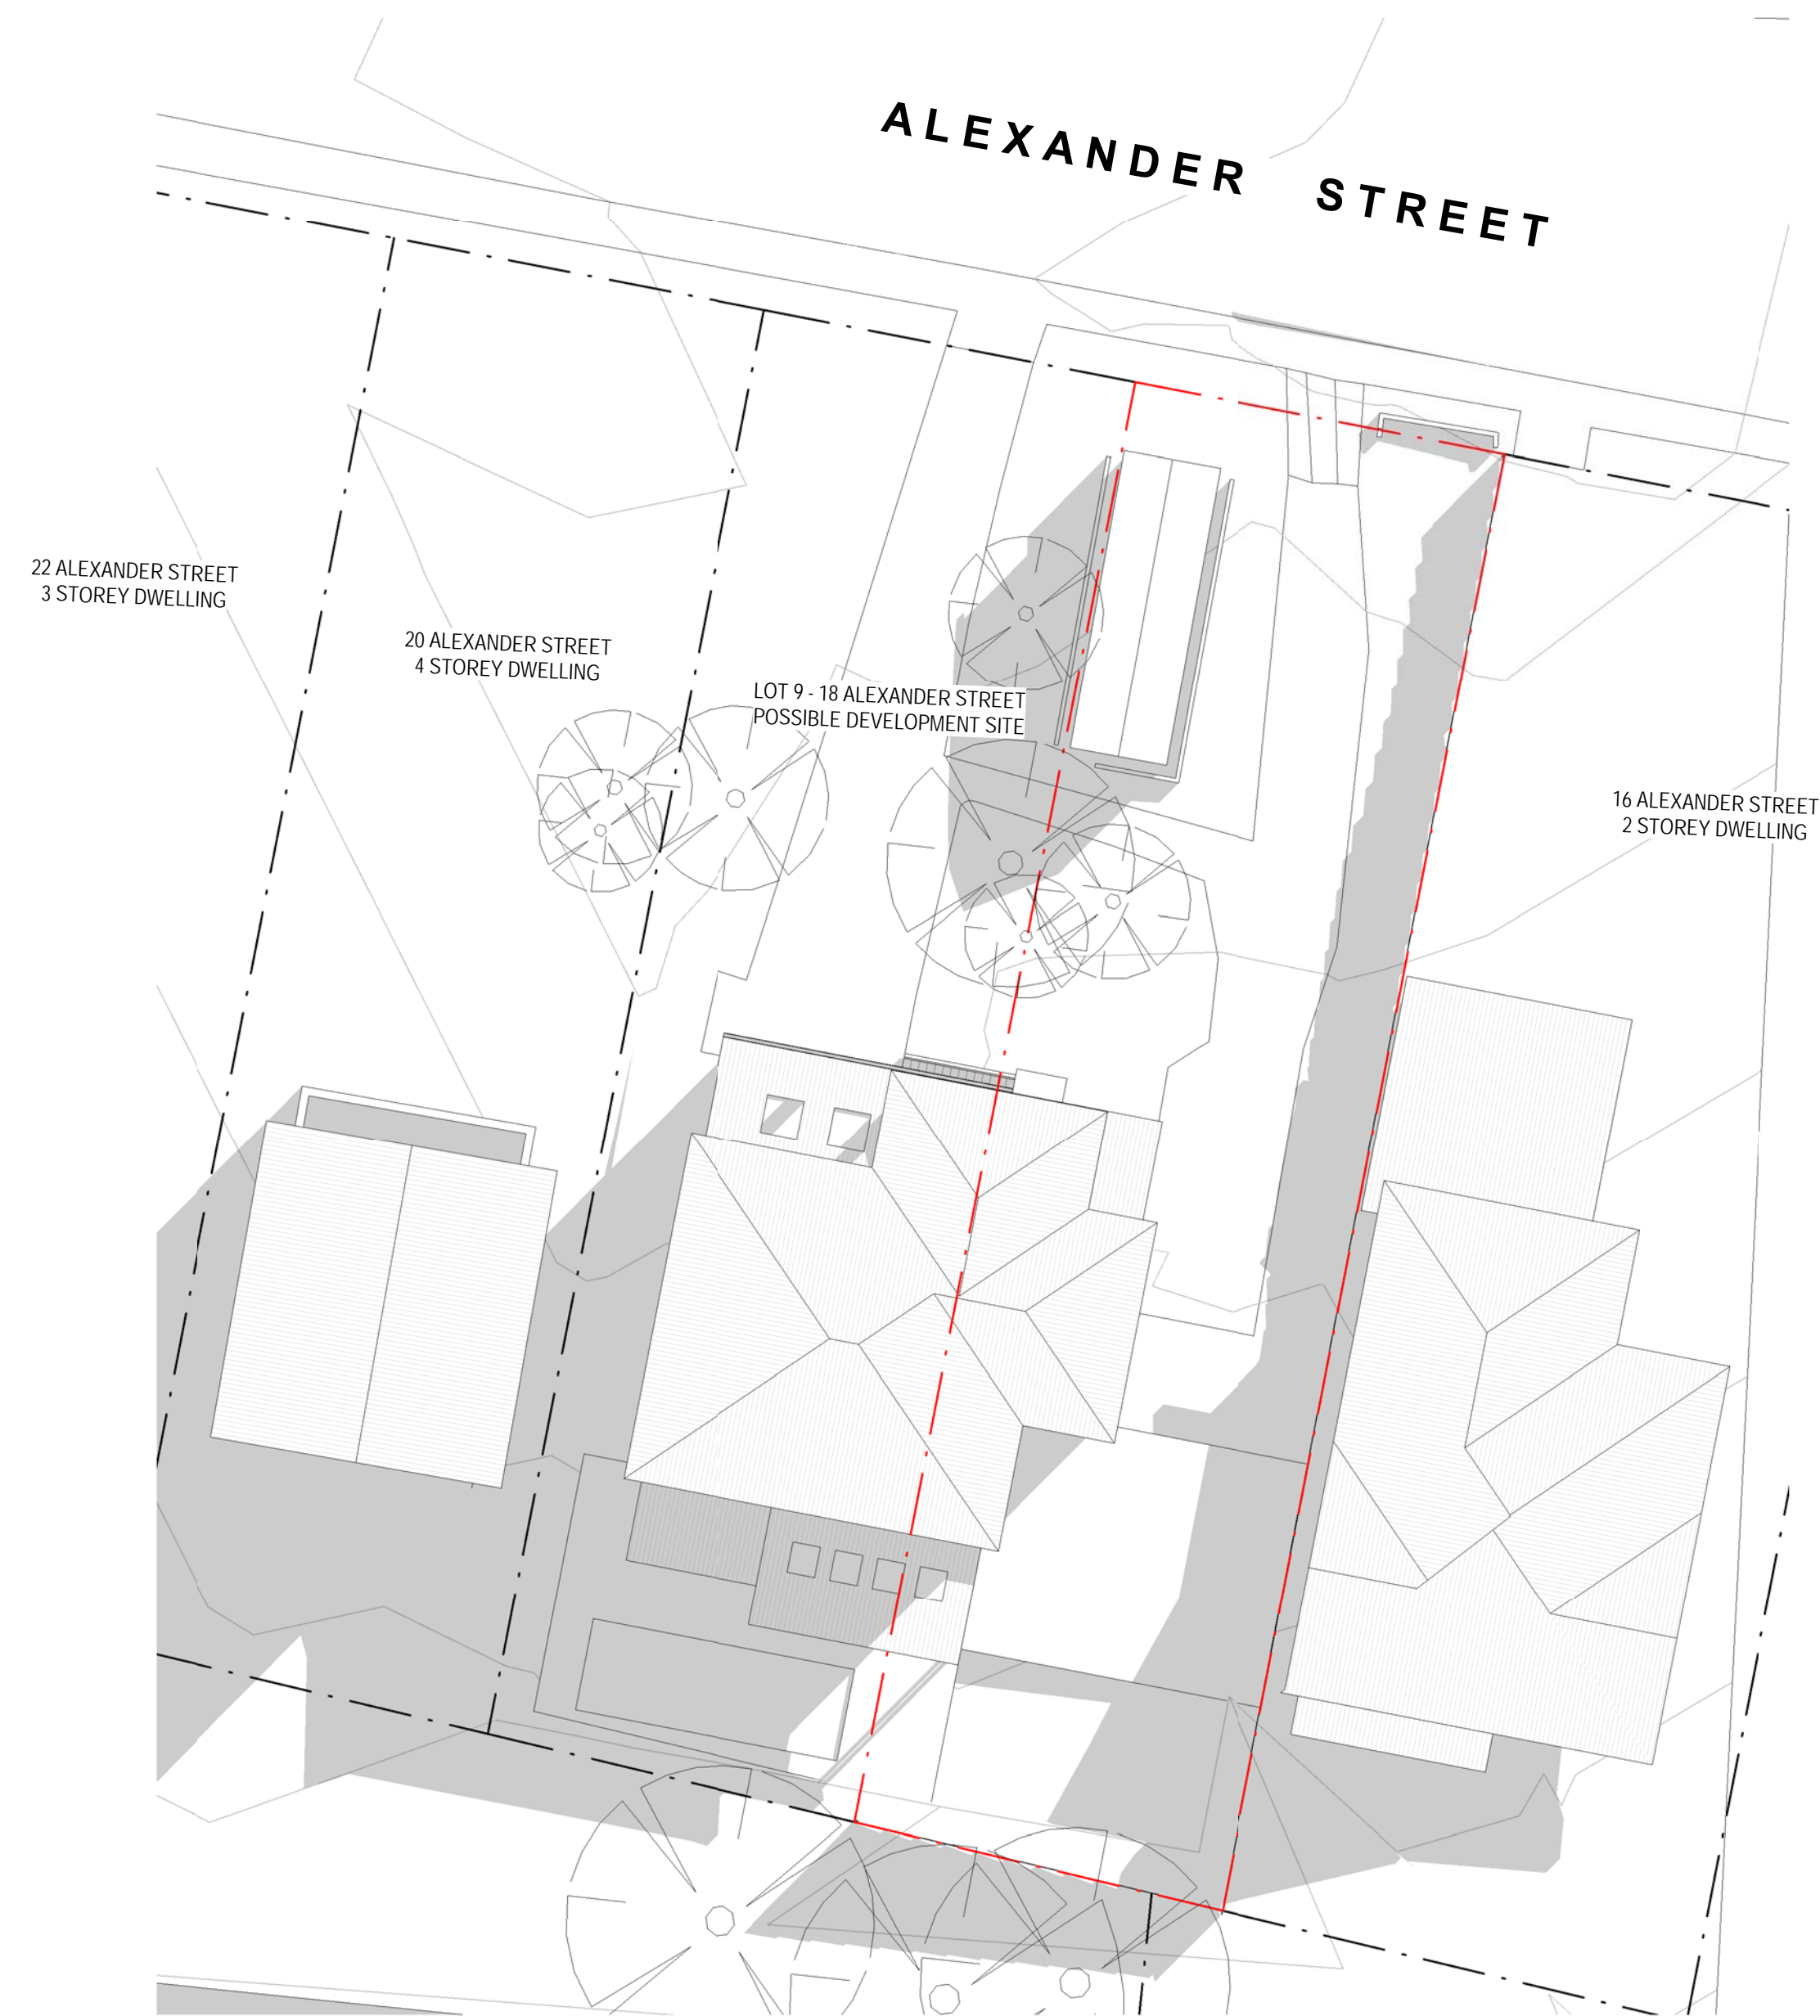 ALEXANDER STREET
22 ALEXANDER STREET
3 STOREY DWELLING
20 ALEXANDER STREET
4 STOREY DWELLING
LOT 9 - 18 ALEXANDER STREET
POSSIBLE DEVELOPMENT SITE
16 ALEXANDER STREET
2 STOREY DWELLING